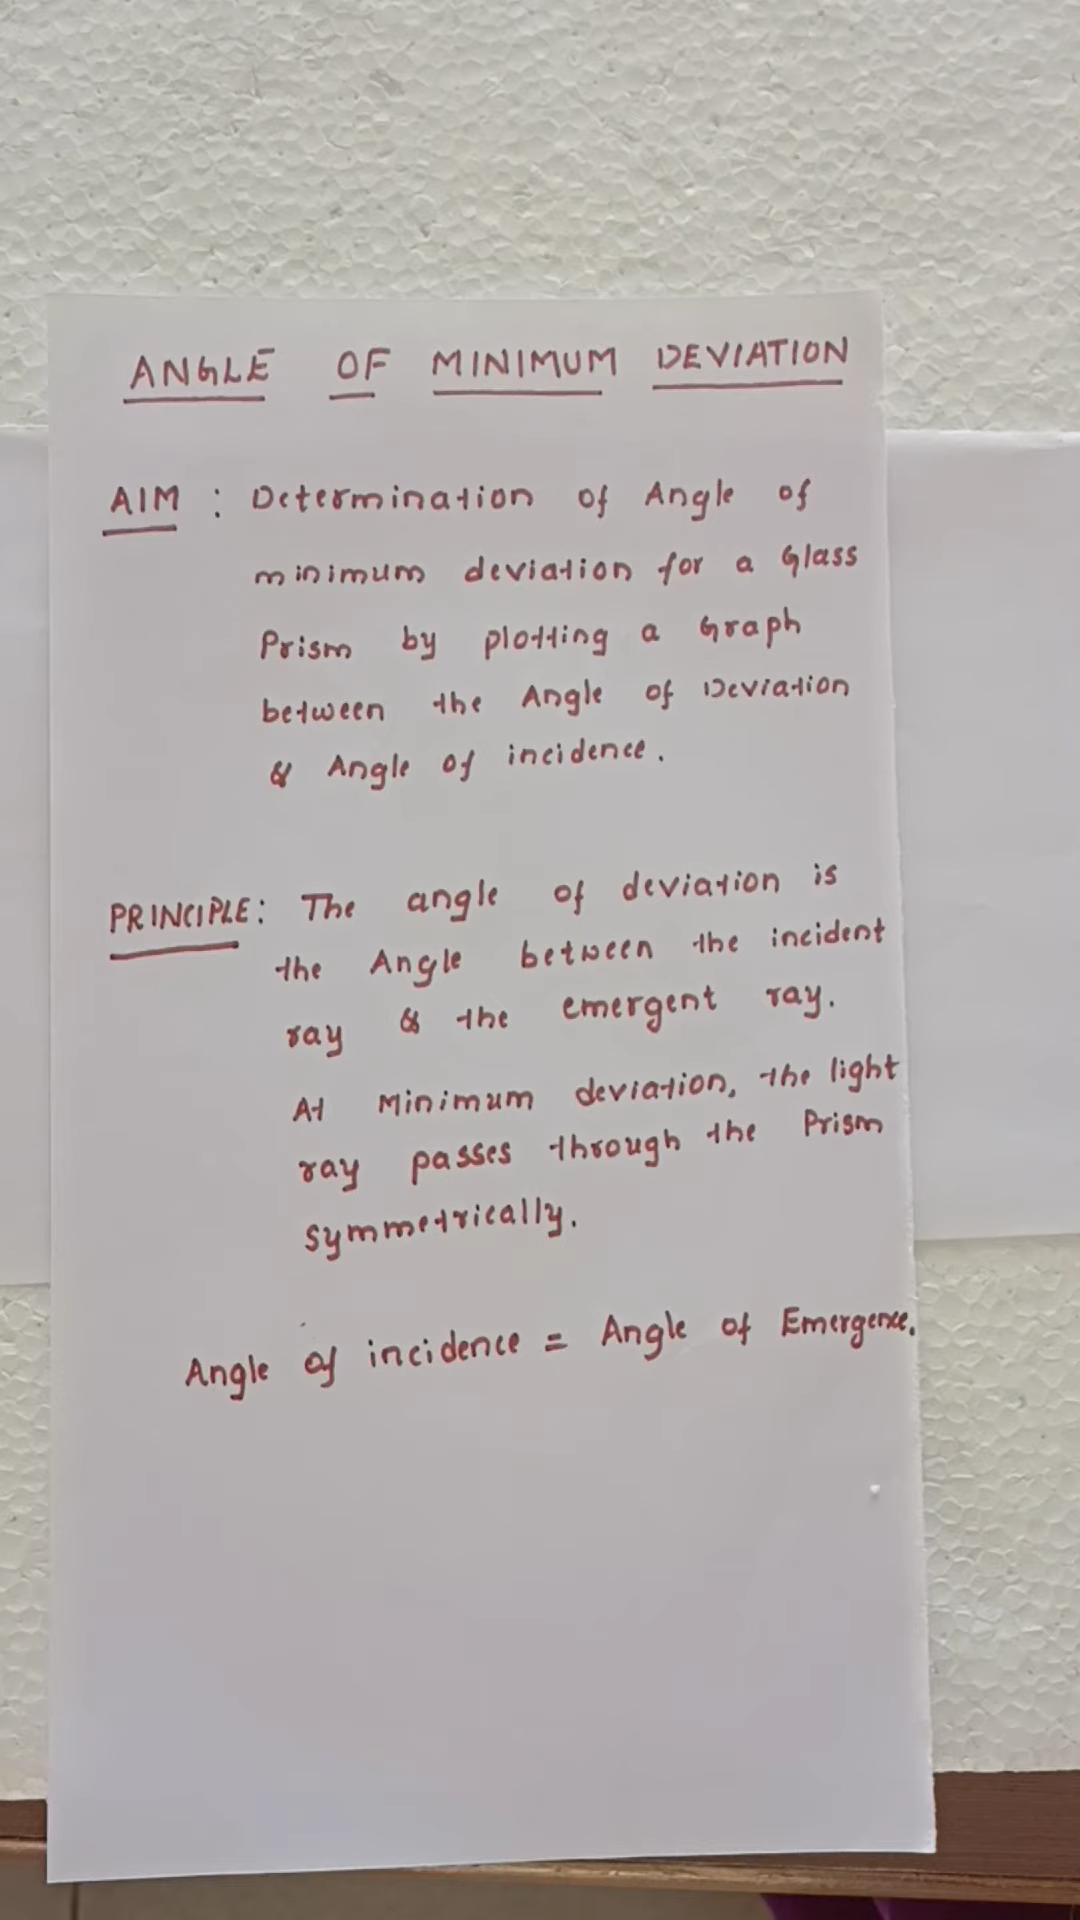 ANGLE OF MINIMUM DEVIATION
AIM : Determination of Angle of
minimum deviation for a Glass
Prism by plotting a Graph
between the Angle of Deviation
& Angle of incidence.
PRINCIPLE: The angle of deviation is
the Angle between the incident
ray & the emergent ray.
At Minimum deviation, the light
ray passes through the Prism
symmetrically.
Angle of incidence = Angle of Emergence.